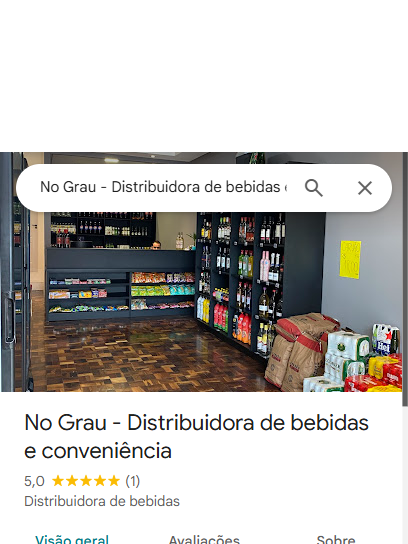 No Grau - Distribuidora de bebidas
No Grau - Distribuidora de bebidas
e conveniência
5,0 (1)
Distribuidora de bebidas
Visão geral Avaliações Sobre